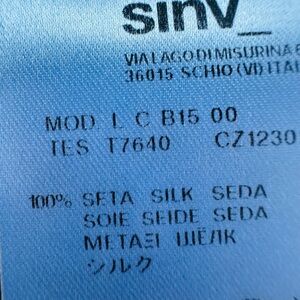 sinv_
VIA LAGO DI MISURINA
36015 SCHIO (VI) ITAL
MOD L C B15 00
TES T7640 CZ1230
100% SETA SILK SEDA
SOIE SEIDE SEDA
ΜΕΤΑΞΙ ШЁЛК
シルク